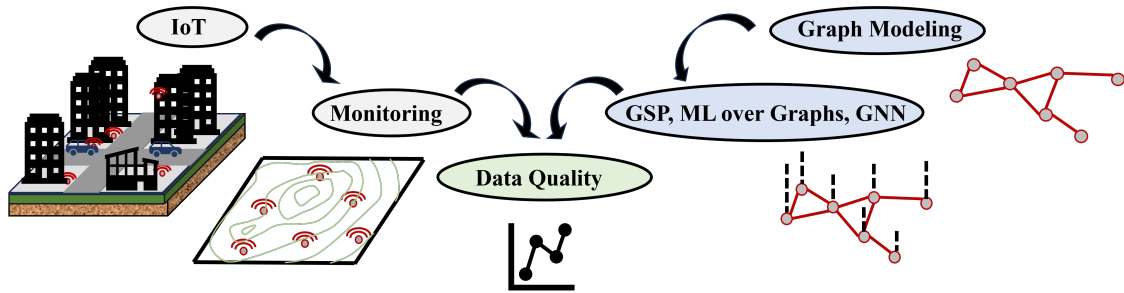 IoT
Graph Modeling
Monitoring
GSP, ML over Graphs, GNN
Data Quality